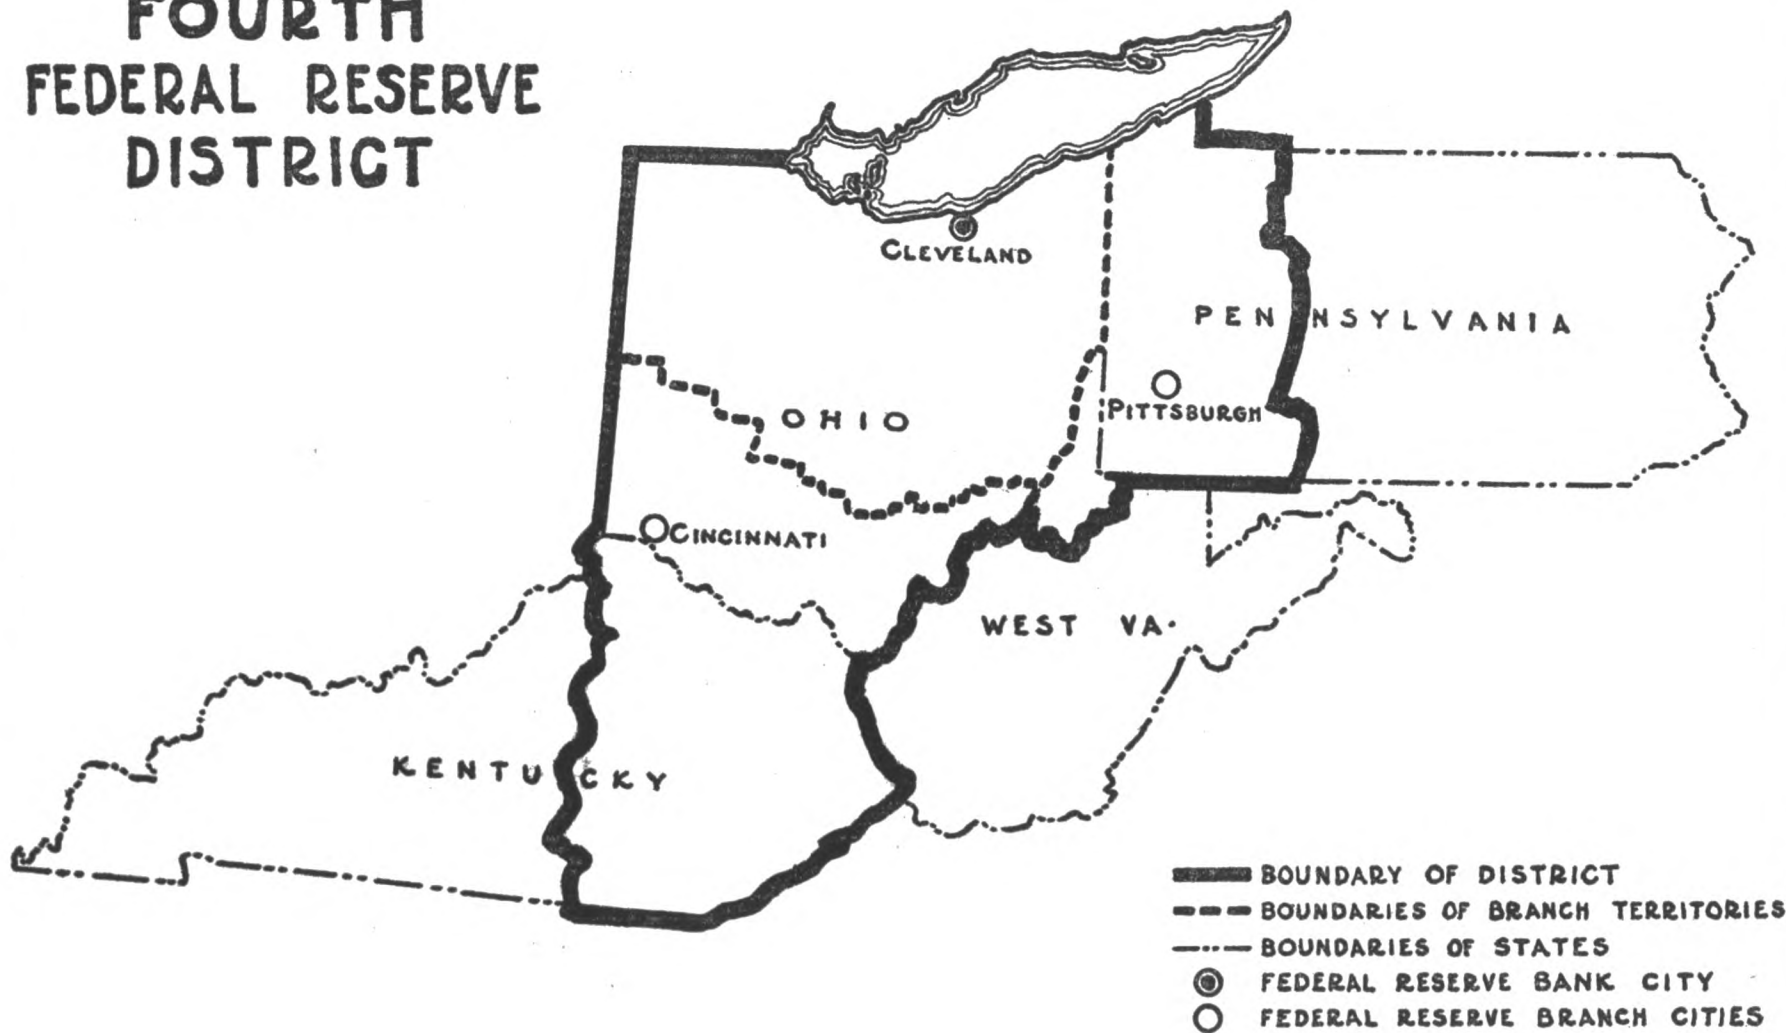 FOURTH
FEDERAL RESERVE
DISTRICT
CLEVELAND
PENNSYLVANIA
OHIO
PITTSBURGH
CINCINNATI
WEST VA.
KENTUCKY
BOUNDARY OF DISTRICT
BOUNDARIES OF BRANCH TERRITORIES
BOUNDARIES OF STATES
FEDERAL RESERVE BANK CITY
FEDERAL RESERVE BRANCH CITIES